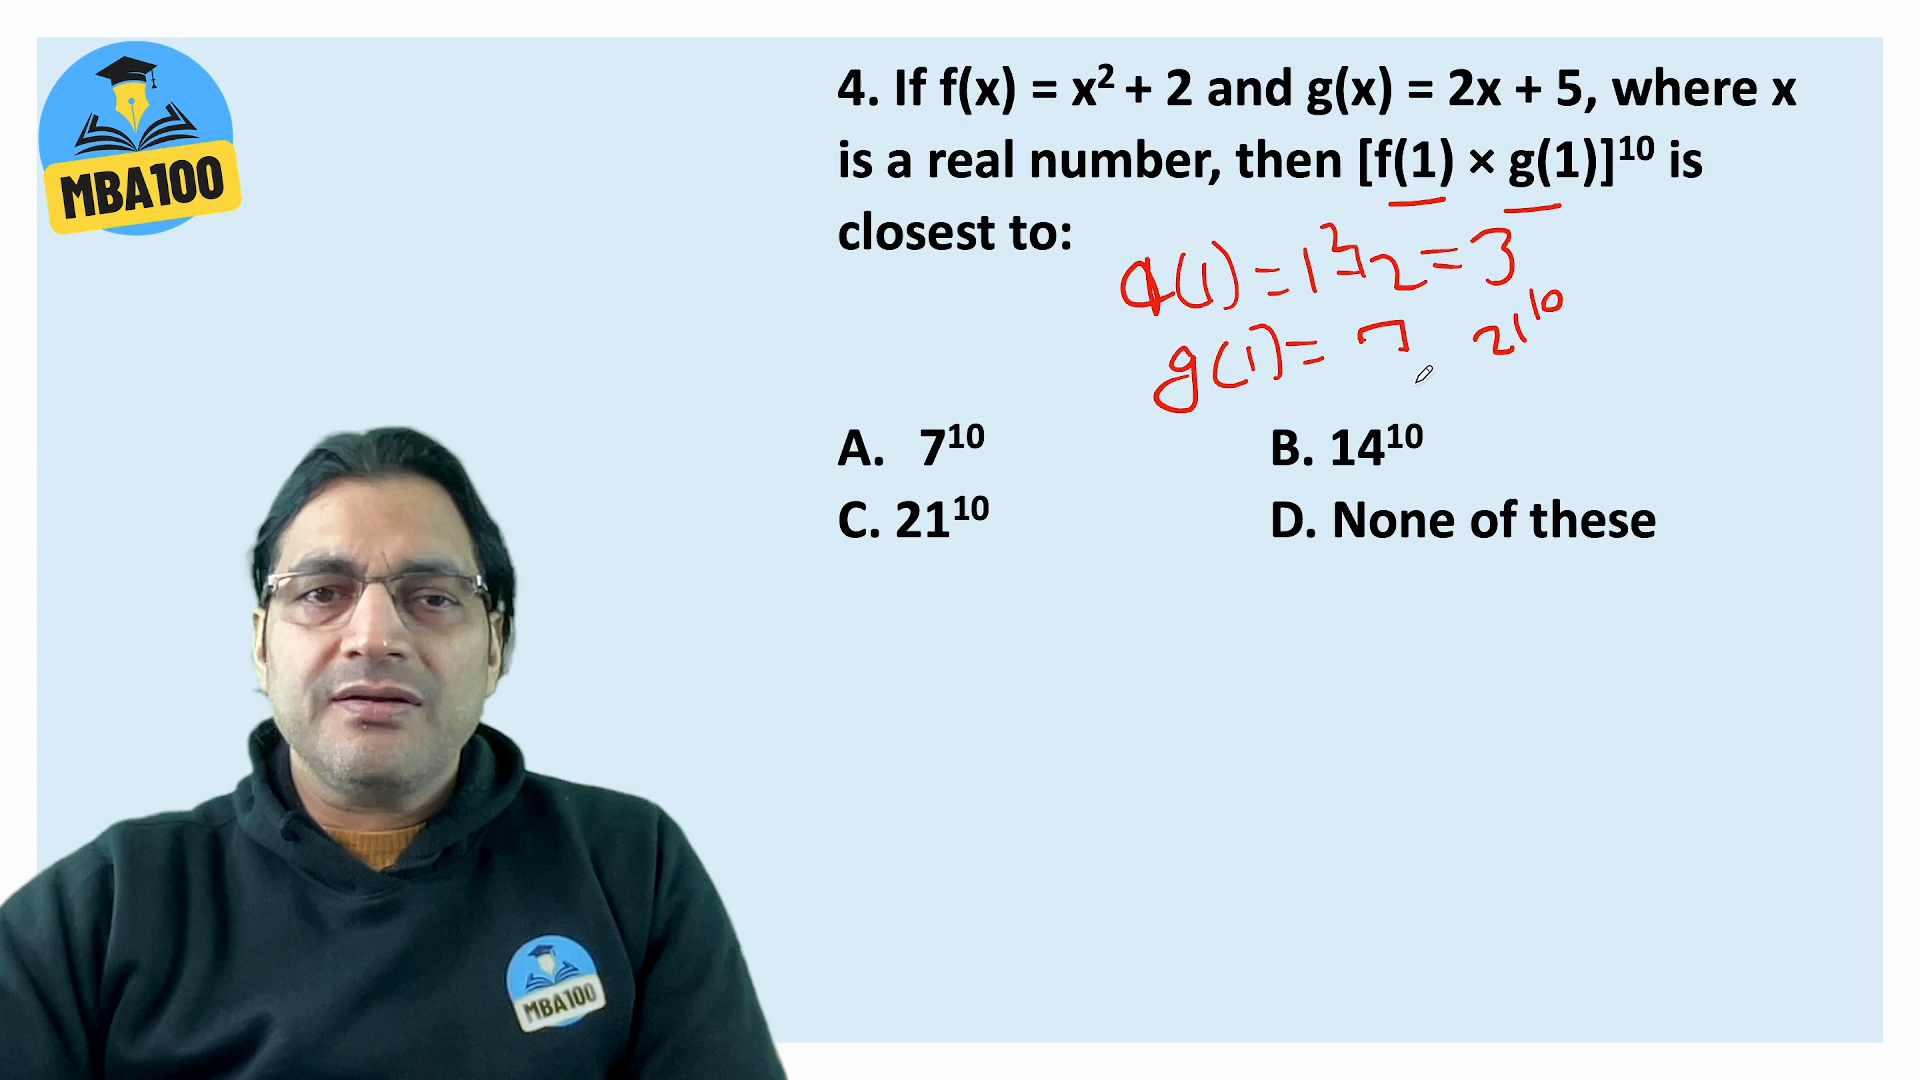 MBA100
4. If f(x) = x² + 2 and g(x) = 2x + 5, where x
is a real number, then [f(1) × g(1)]¹⁰ is
closest to:
(1) = 1² + 2 = 3
g(1) = 7
21¹⁰
A. 7¹⁰
B. 14¹⁰
C. 21¹⁰
D. None of these
MBA100